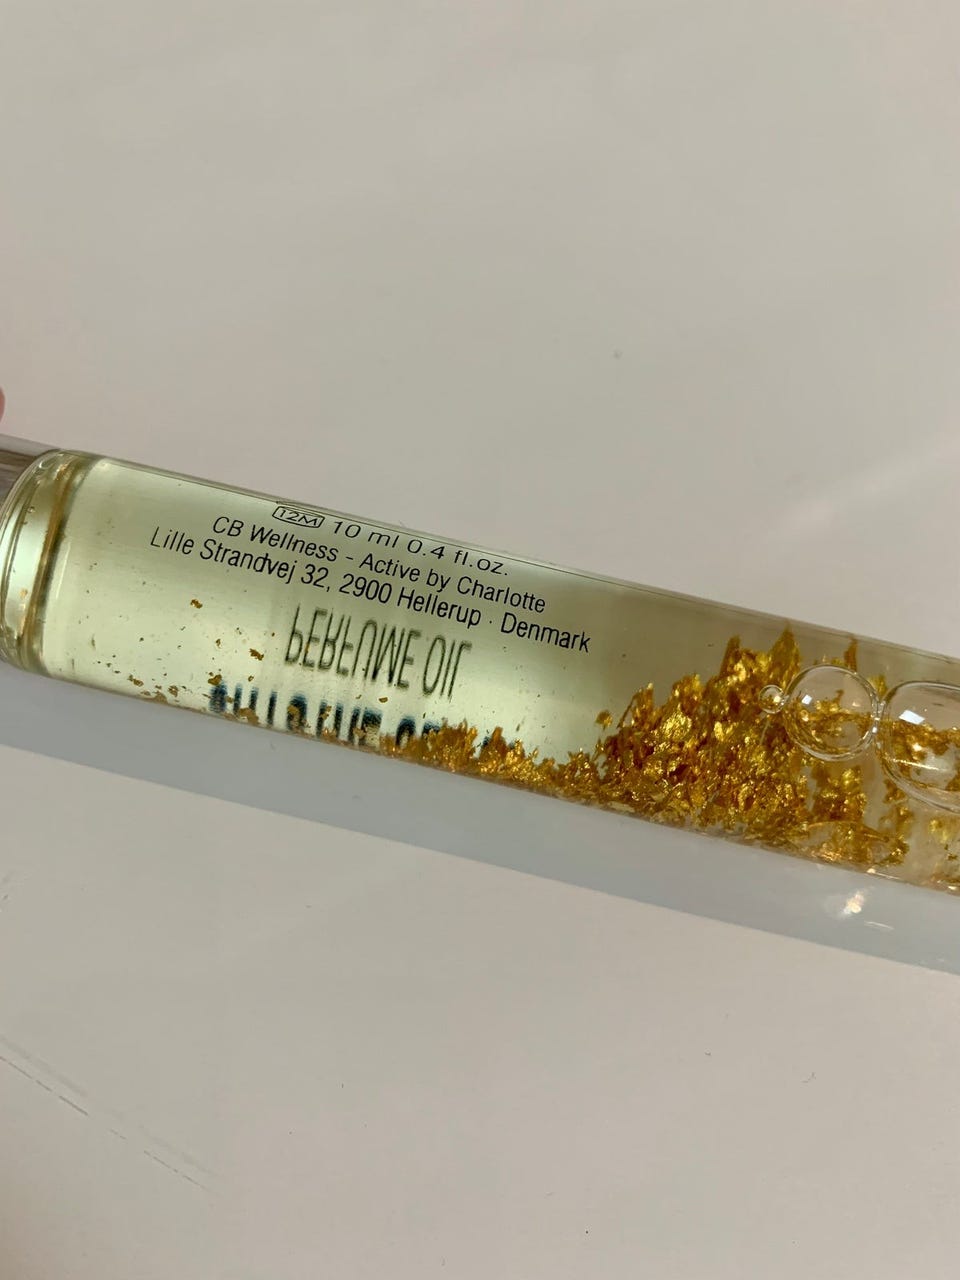 12M 10 ml 0.4 fl.oz.
CB Wellness - Active by Charlotte
Lille Strandvej 32, 2900 Hellerup · Denmark
PERFUME OIL